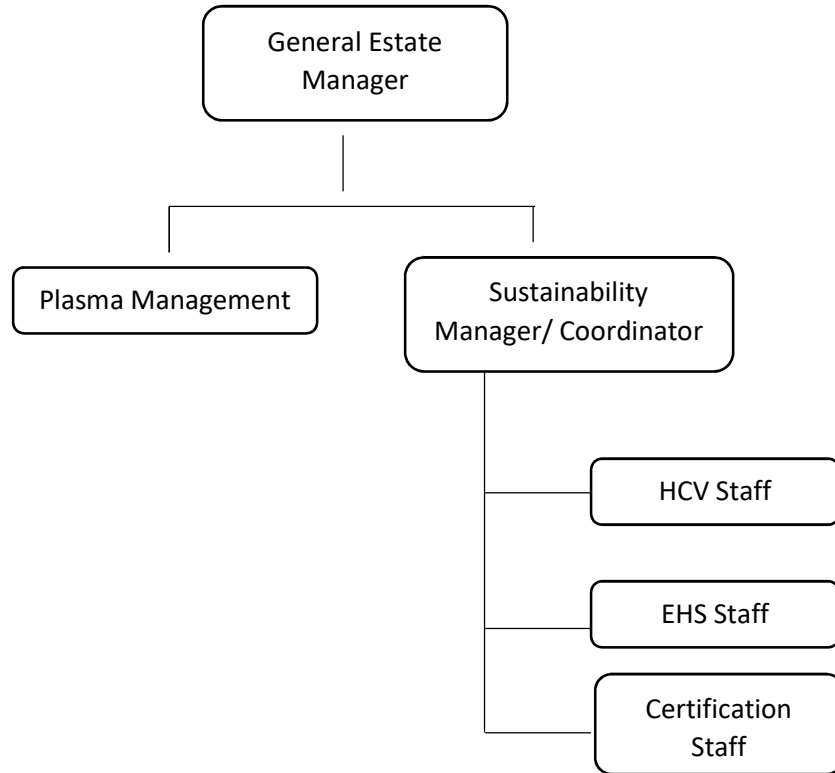 General Estate
Manager
Plasma Management
Sustainability
Manager/ Coordinator
HCV Staff
EHS Staff
Certification
Staff